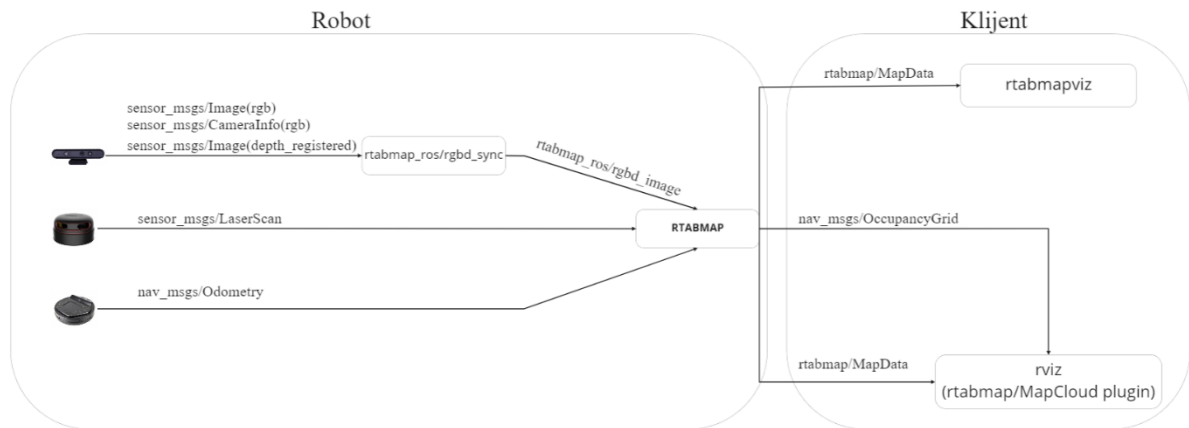 Robot
Klijent
sensor_msgs/Image(rgb)
sensor_msgs/CameraInfo(rgb)
sensor_msgs/Image(depth_registered)
rtabmap_ros/rgbd_sync
rtabmap_ros/rgbd_image
sensor_msgs/LaserScan
RTABMAP
nav_msgs/Odometry
rtabmap/MapData
rtabmapviz
nav_msgs/OccupancyGrid
rtabmap/MapData
rviz
(rtabmap/MapCloud plugin)